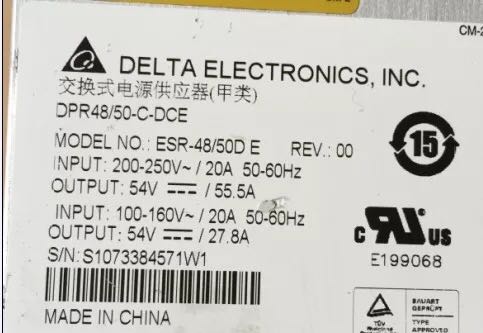 CM-2
DELTA ELECTRONICS, INC.
交换式电源供应器(甲类)
DPR48/50-C-DCE
MODEL NO.: ESR-48/50D E REV.: 00
INPUT: 200-250V~ / 20A 50-60Hz
OUTPUT: 54V ⎓ / 55.5A
INPUT: 100-160V~ / 20A 50-60Hz
OUTPUT: 54V ⎓ / 27.8A
S/N: S1073384571W1
MADE IN CHINA
15
c RU US
E199068
TÜV
BAUART
GEPRÜFT
TYPE
APPROVED